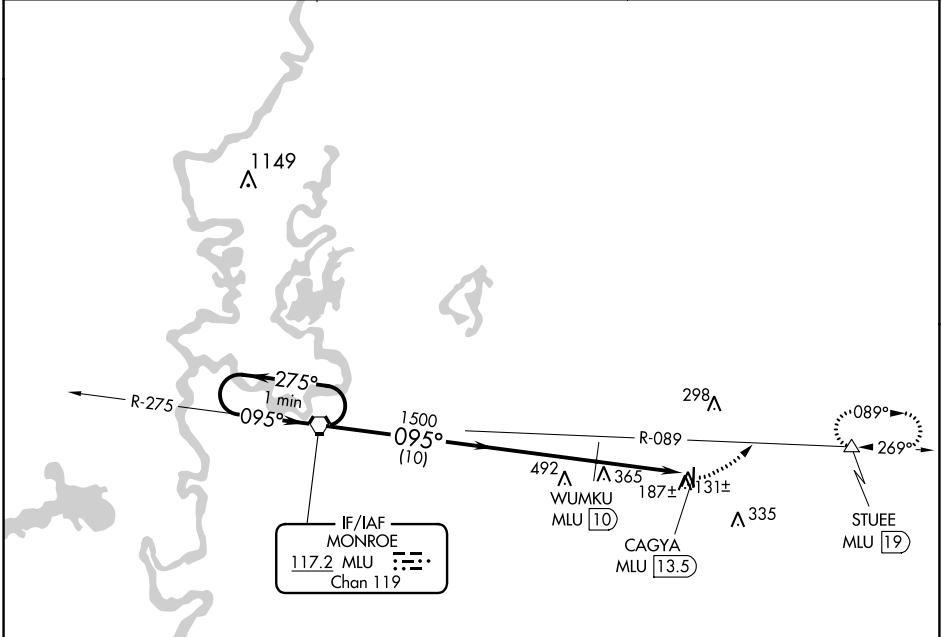 1149
275°
1 min
R-275
095°
1500
095°
(10)
R-089
298
089°
269°
492
365
187±
131±
335
WUMKU
MLU 10
CAGYA
MLU 13.5
STUEE
MLU 19
IF/IAF
MONROE
117.2 MLU
Chan 119